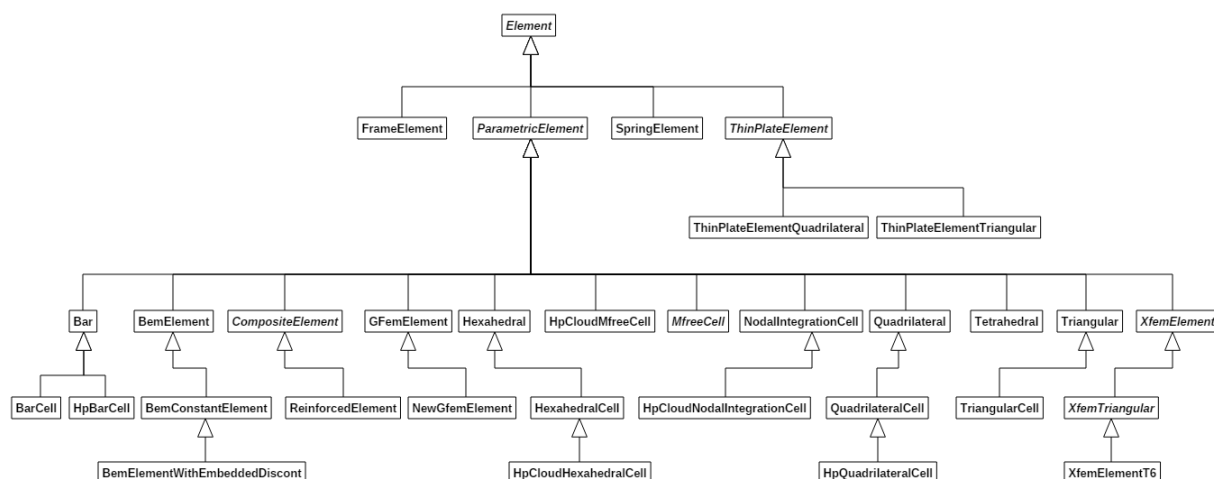 Element
FrameElement
ParametricElement
SpringElement
ThinPlateElement
ThinPlateElementQuadrilateral
ThinPlateElementTriangular
Bar
BemElement
CompositeElement
GFemElement
Hexahedral
HpCloudMfreeCell
MfreeCell
NodalIntegrationCell
Quadrilateral
Tetrahedral
Triangular
XfemElement
BarCell
HpBarCell
BemConstantElement
ReinforcedElement
NewGfemElement
HexahedralCell
HpCloudNodalIntegrationCell
QuadrilateralCell
TriangularCell
XfemTriangular
BemElementWithEmbeddedDiscont
HpCloudHexahedralCell
HpQuadrilateralCell
XfemElementT6